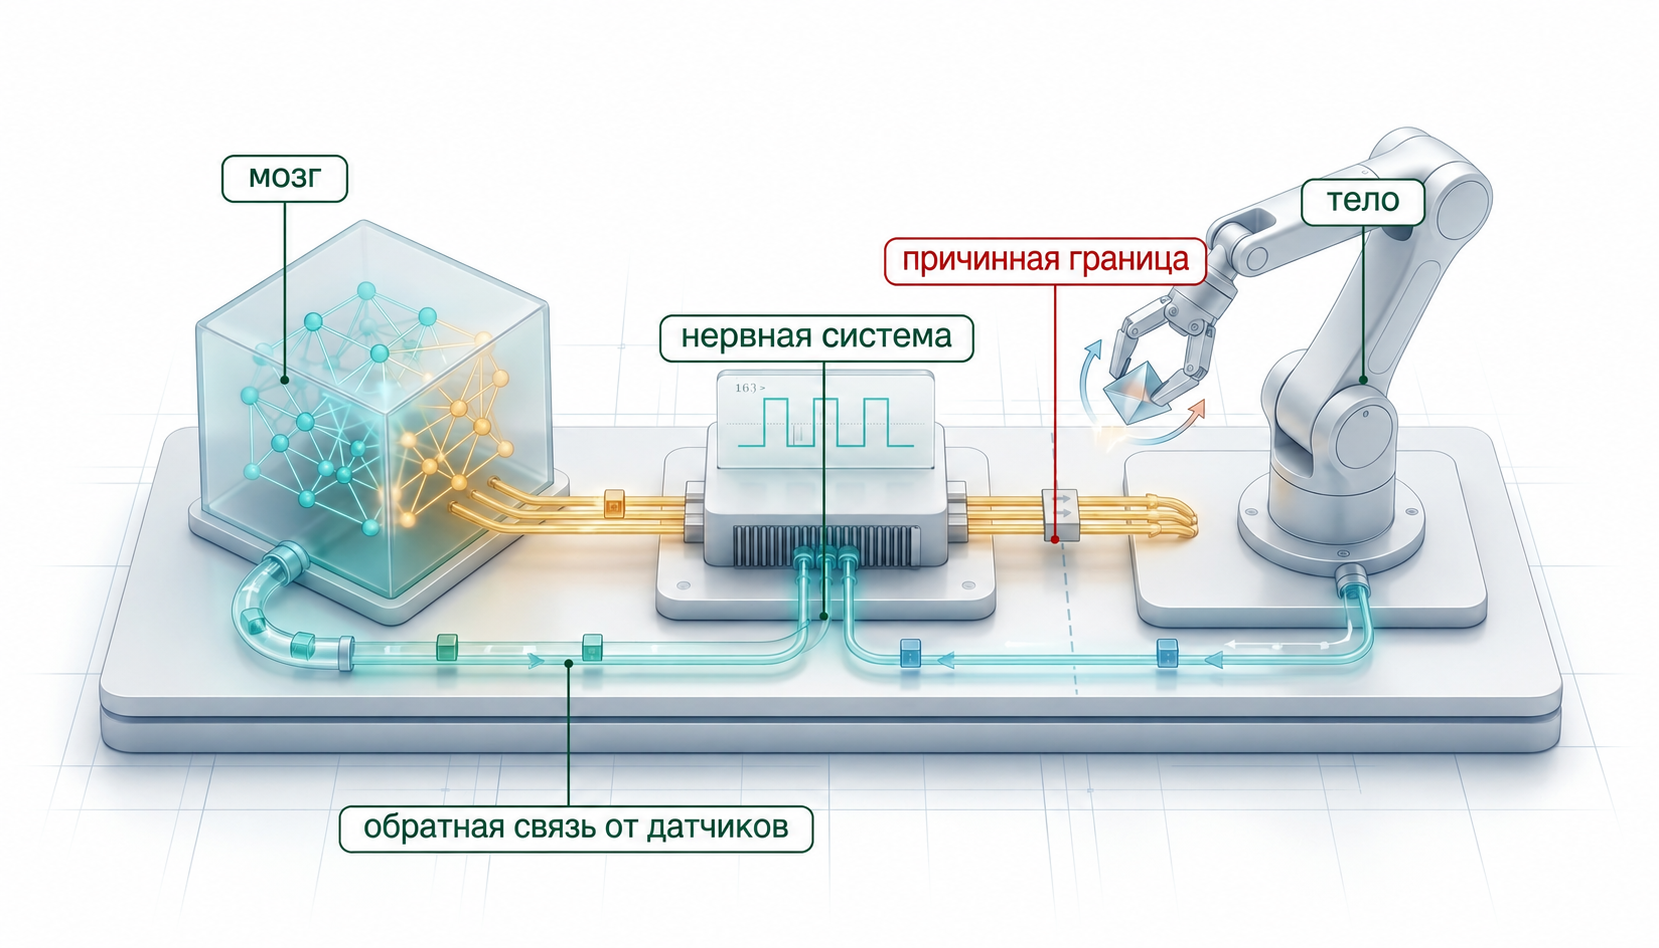 мозг
тело
причинная граница
нервная система
163>
обратная связь от датчиков